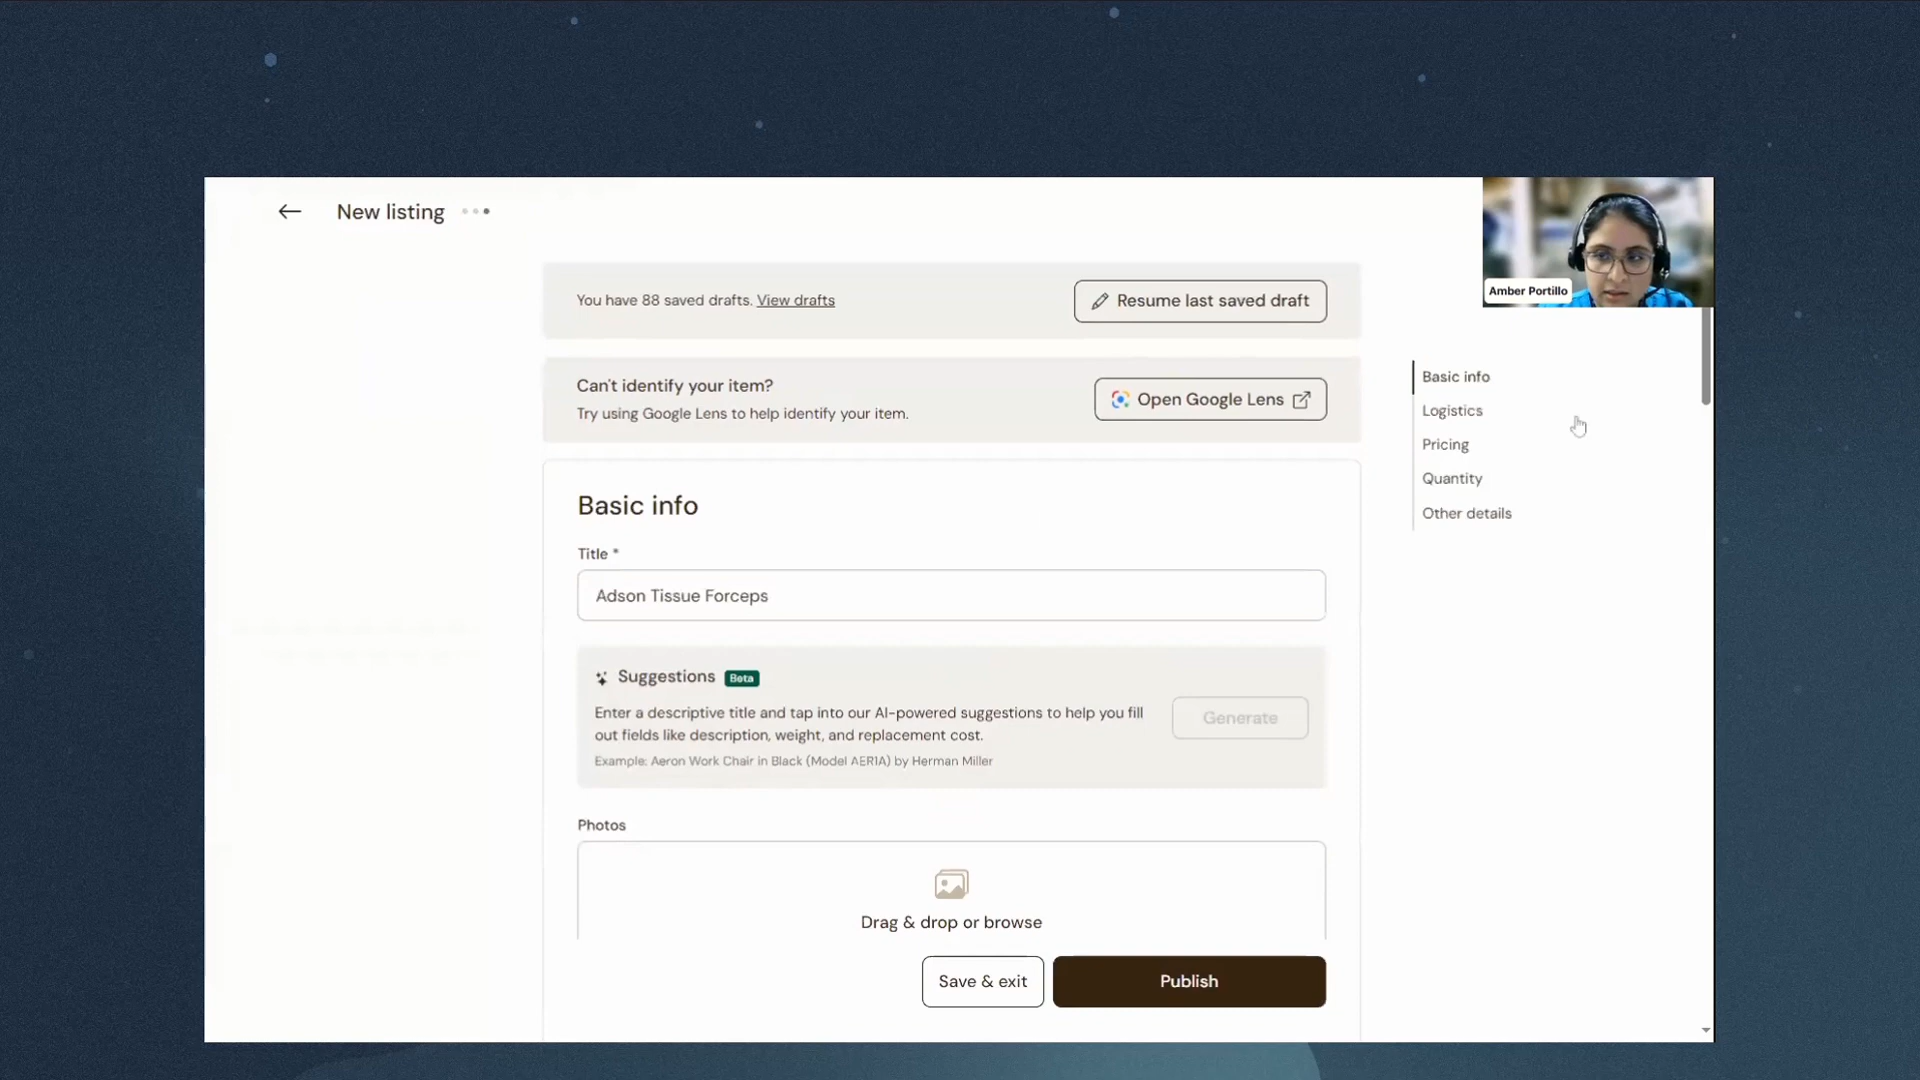 New listing
Amber Portillo
You have 88 saved drafts. View drafts
Resume last saved draft
Can't identify your item?
Try using Google Lens to help identify your item.
Open Google Lens
Basic info
Logistics
Pricing
Quantity
Other details
Basic info
Title *
Adson Tissue Forceps
Suggestions Beta
Enter a descriptive title and tap into our AI-powered suggestions to help you fill
out fields like description, weight, and replacement cost.
Example: Aeron Work Chair in Black (Model AER1A) by Herman Miller
Generate
Photos
Drag & drop or browse
Save & exit
Publish